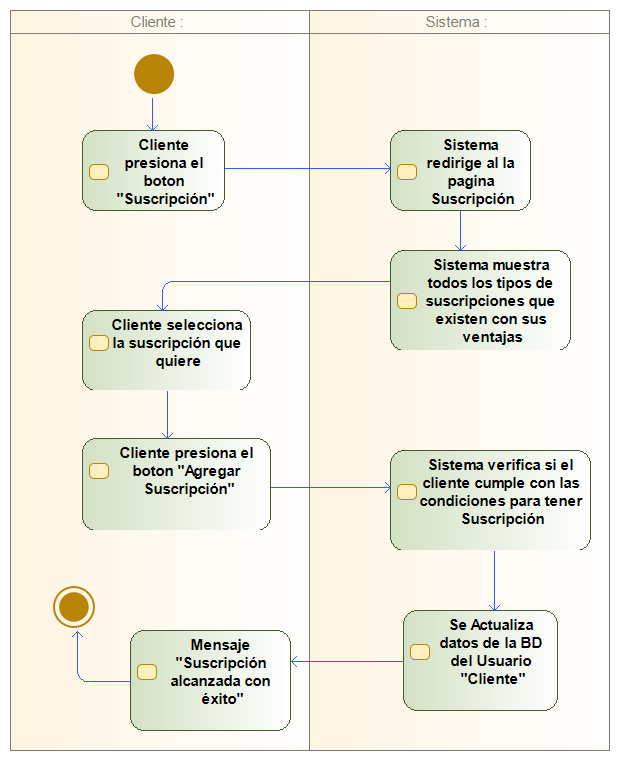 Cliente :
Sistema :
Cliente
presiona el
boton
"Suscripción"
Sistema
redirige al la
pagina
Suscripción
Sistema muestra
todos los tipos de
suscripciones que
existen con sus
ventajas
Cliente selecciona
la suscripción que
quiere
Cliente presiona el
boton "Agregar
Suscripción"
Sistema verifica si el
cliente cumple con las
condiciones para tener
Suscripción
Se Actualiza
datos de la BD
del Usuario
"Cliente"
Mensaje
"Suscripción
alcanzada con
éxito"